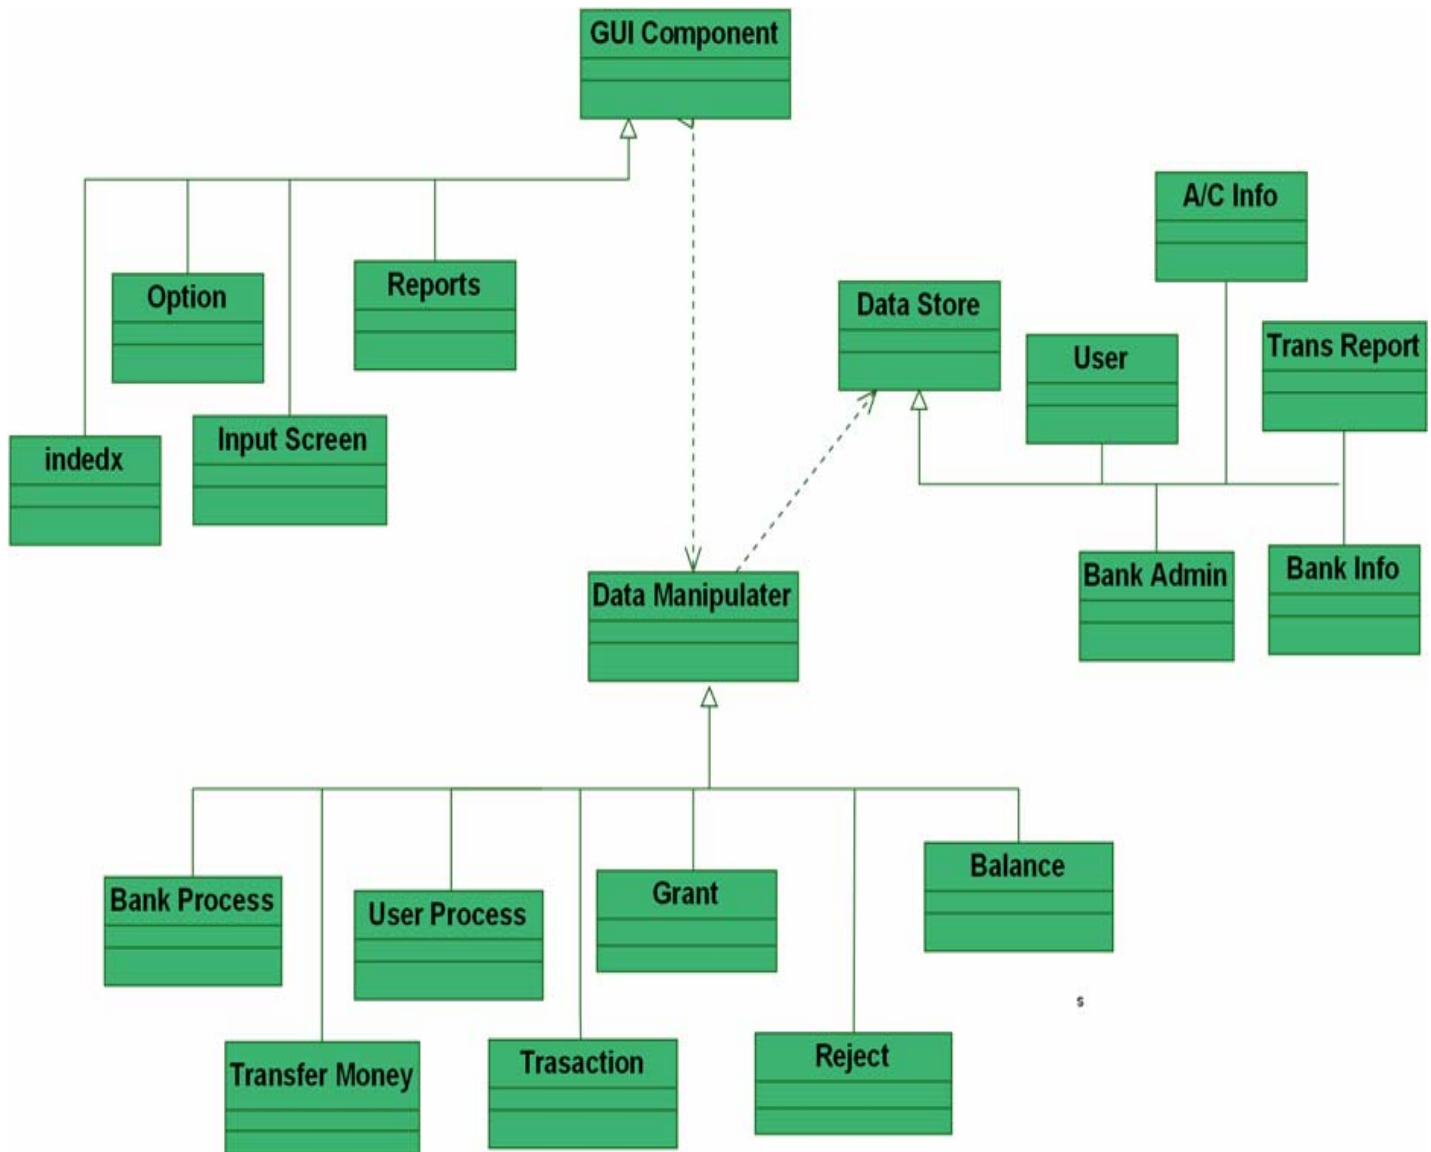 GUI Component
A/C Info
Option
Reports
Data Store
User
Trans Report
indedx
Input Screen
Data Manipulater
Bank Admin
Bank Info
Bank Process
User Process
Grant
Balance
s
Transfer Money
Trasaction
Reject